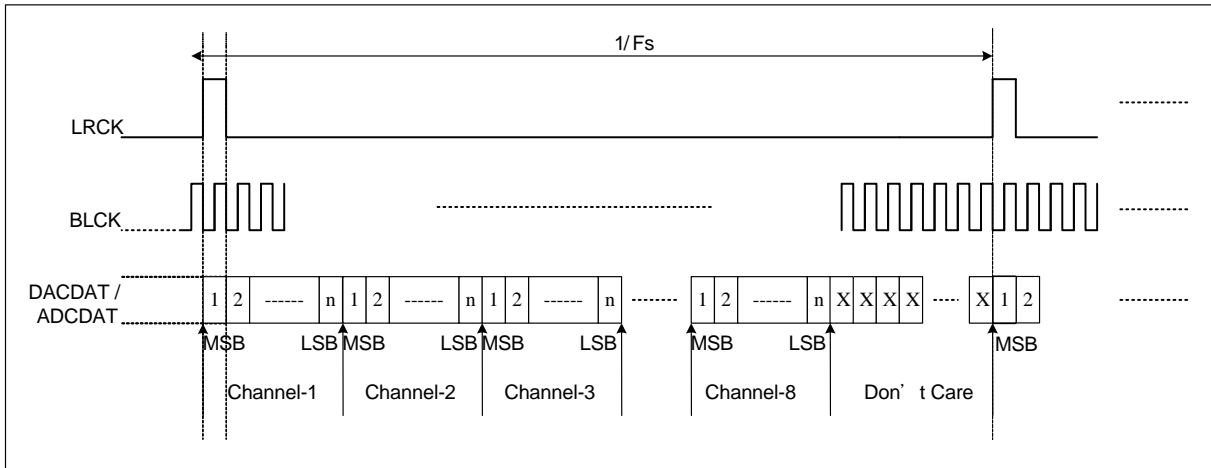 1/ Fs
LRCK
BLCK
DACDAT /
ADCDAT
1 2 ------ n 1 2 ------ n 1 2 ------ n 1 2 ------ n X X X X X 1 2
MSB LSB MSB LSB MSB LSB MSB LSB MSB
Channel-1 Channel-2 Channel-3 Channel-8 Don' t Care